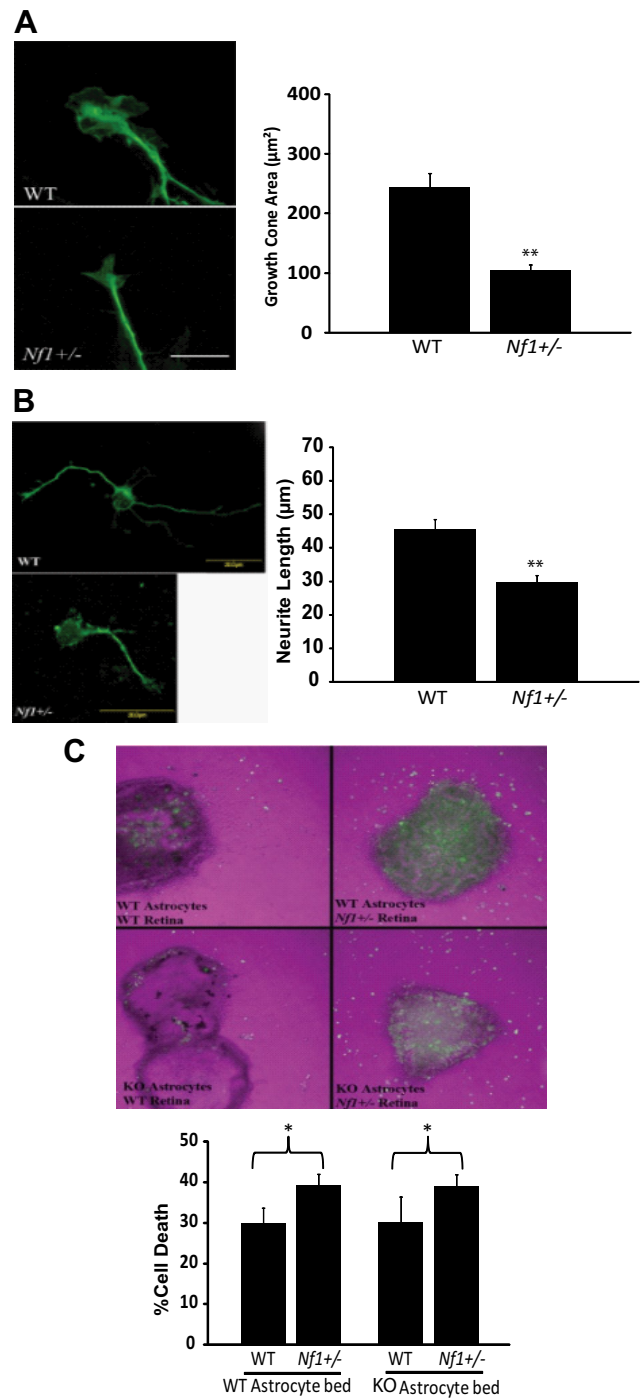 A
WT
Nf1+/-
Growth Cone Area (µm²)
400
300
200
100
0
**
WT
Nf1+/-
B
WT
Nf1+/-
Neurite Length (µm)
70
60
50
40
30
20
10
0
**
WT
Nf1+/-
C
WT Astrocytes
WT Retina
WT Astrocytes
Nf1+/- Retina
KO Astrocytes
WT Retina
KO Astrocytes
Nf1+/- Retina
%Cell Death
50
40
30
20
10
0
*
*
WT
Nf1+/-
WT
Nf1+/-
WT Astrocyte bed
KO Astrocyte bed